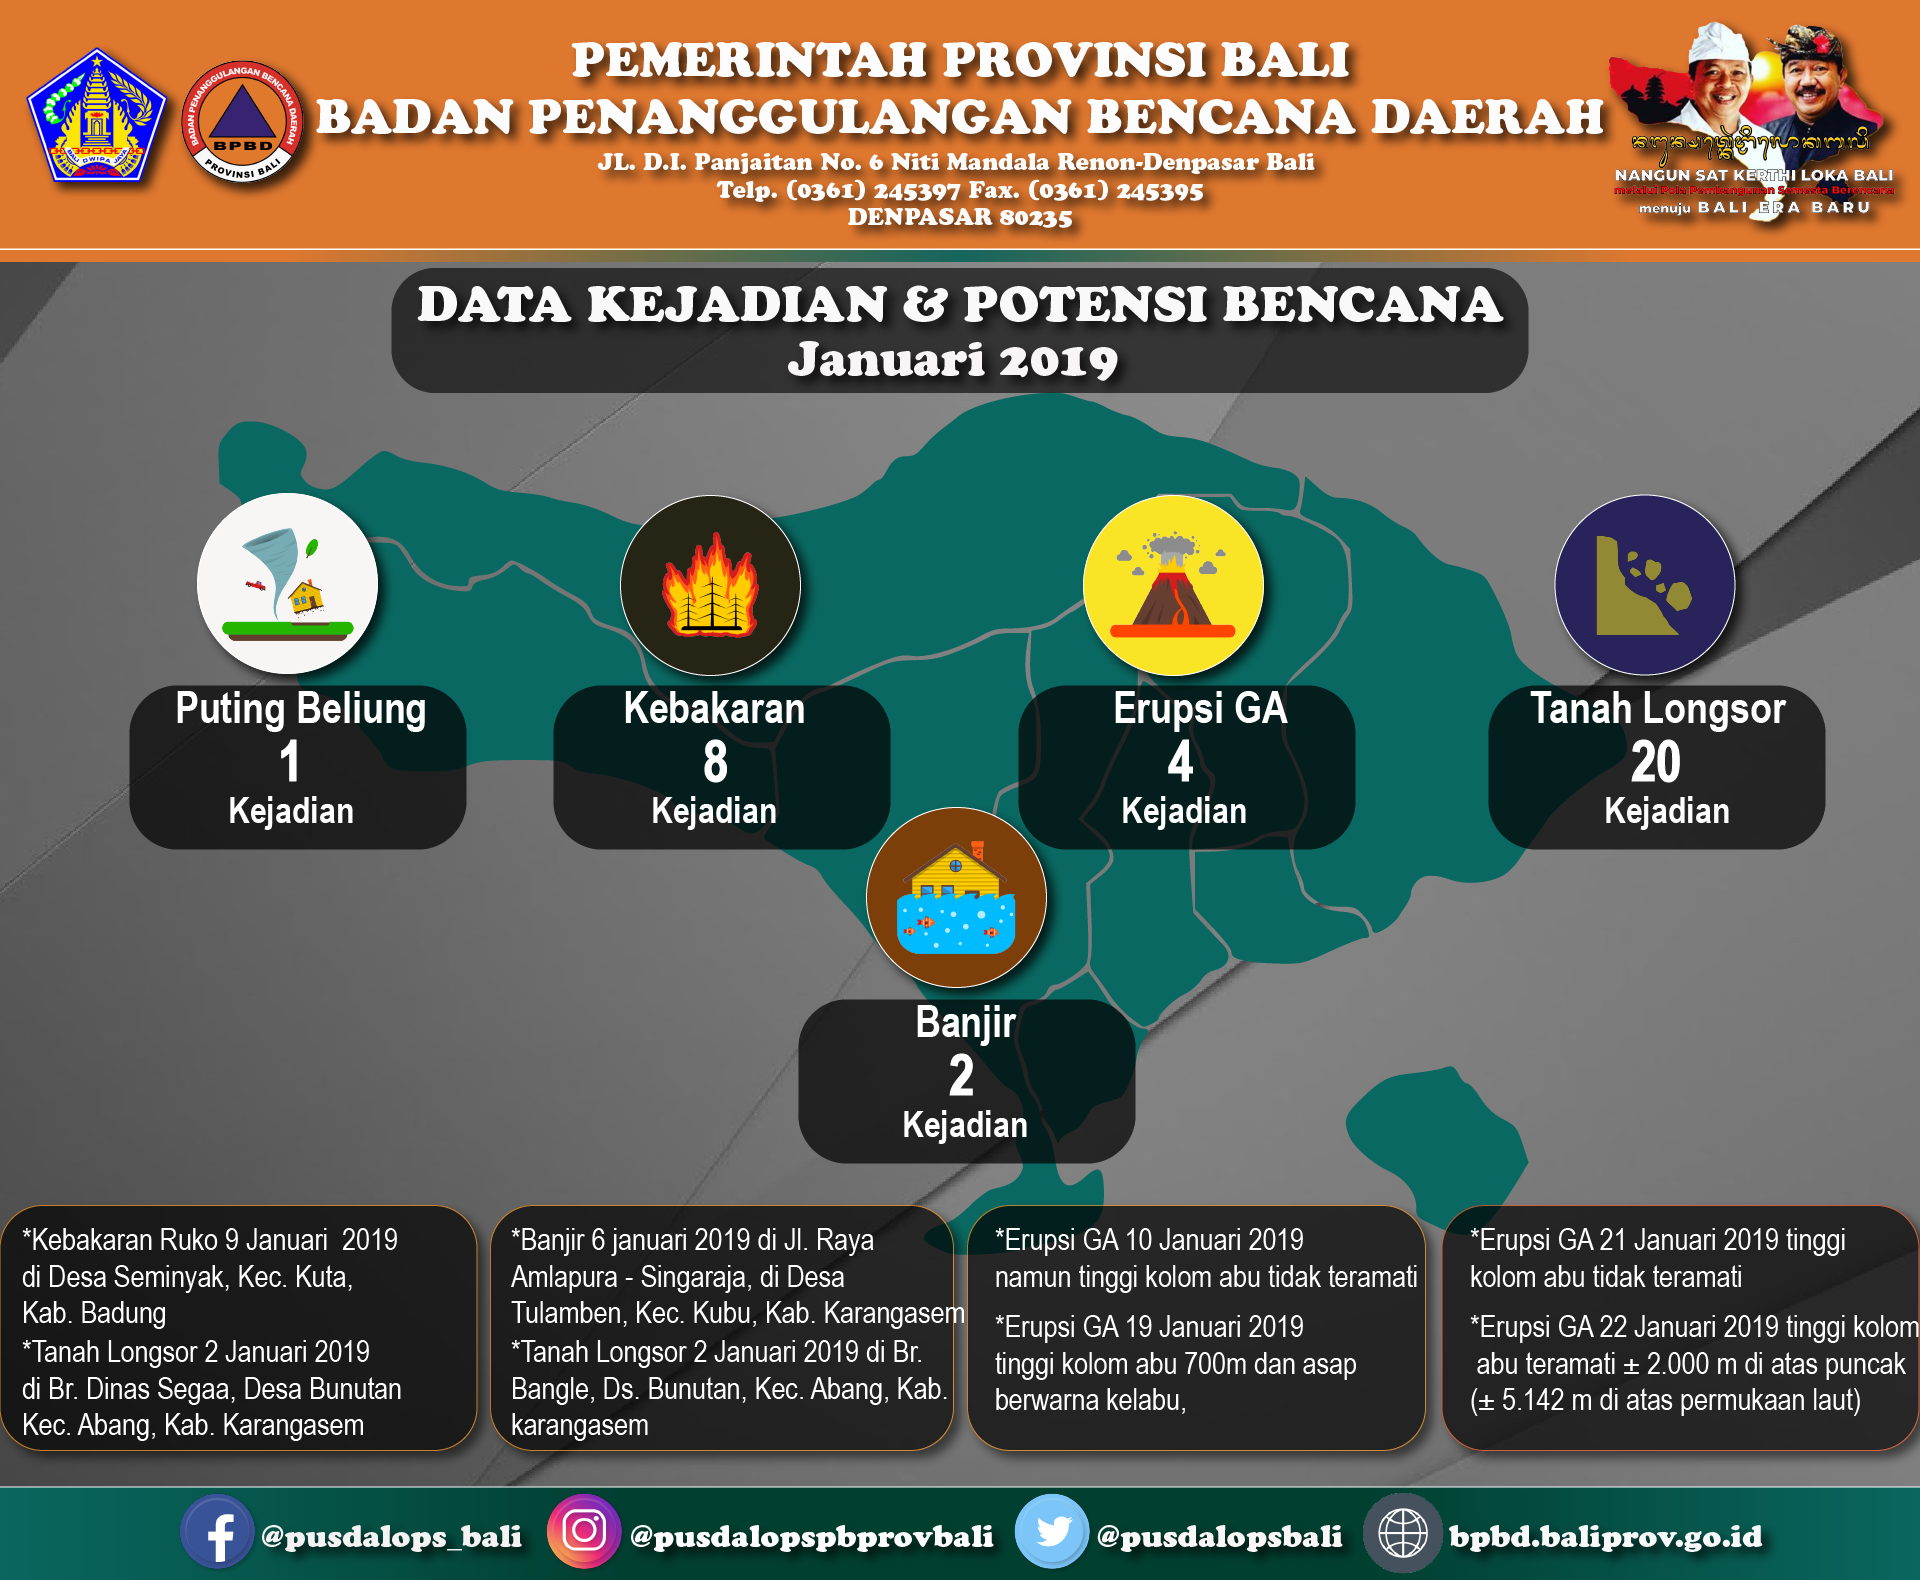 PEMERINTAH PROVINSI BALI
BADAN PENANGGULANGAN BENCANA DAERAH
JL. D.I. Panjaitan No. 6 Niti Mandala Renon-Denpasar Bali
Telp. (0361) 245397 Fax. (0361) 245395
DENPASAR 80235
BALI DWIPA JAYA
BADAN PENANGGULANGAN BENCANA DAERAH
BPBD
PROVINSI BALI
NANGUN SAT KERTHI LOKA BALI
melalui Pola Pembangunan Semesta Berencana
menuju BALI ERA BARU
DATA KEJADIAN & POTENSI BENCANA
Januari 2019
Puting Beliung
1
Kejadian
Kebakaran
8
Kejadian
Erupsi GA
4
Kejadian
Tanah Longsor
20
Kejadian
Banjir
2
Kejadian
*Kebakaran Ruko 9 Januari  2019
di Desa Seminyak, Kec. Kuta,
Kab. Badung
*Tanah Longsor 2 Januari 2019
di Br. Dinas Segaa, Desa Bunutan
Kec. Abang, Kab. Karangasem
*Banjir 6 januari 2019 di Jl. Raya
Amlapura - Singaraja, di Desa
Tulamben, Kec. Kubu, Kab. Karangasem
*Tanah Longsor 2 Januari 2019 di Br.
Bangle, Ds. Bunutan, Kec. Abang, Kab.
karangasem
*Erupsi GA 10 Januari 2019
namun tinggi kolom abu tidak teramati
*Erupsi GA 19 Januari 2019
tinggi kolom abu 700m dan asap
berwarna kelabu,
*Erupsi GA 21 Januari 2019 tinggi
kolom abu tidak teramati
*Erupsi GA 22 Januari 2019 tinggi kolom
abu teramati ± 2.000 m di atas puncak
(± 5.142 m di atas permukaan laut)
@pusdalops_bali
@pusdalopspbprovbali
@pusdalopsbali
bpbd.baliprov.go.id